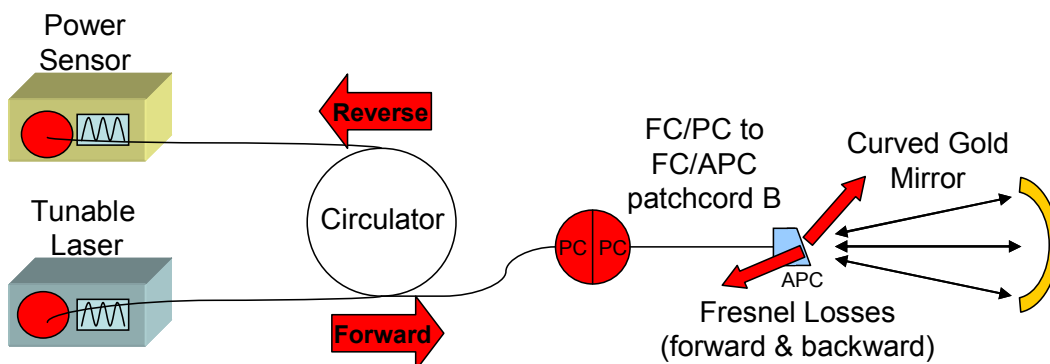 Power
Sensor
Reverse
FC/PC to
FC/APC
patchcord B
Curved Gold
Mirror
Tunable
Laser
Circulator
PC PC
APC
Forward
Fresnel Losses
(forward & backward)